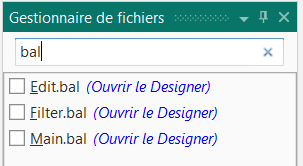 Gestionnaire de fichiers
bal
Edit.bal (Ouvrir le Designer)
Filter.bal (Ouvrir le Designer)
Main.bal (Ouvrir le Designer)